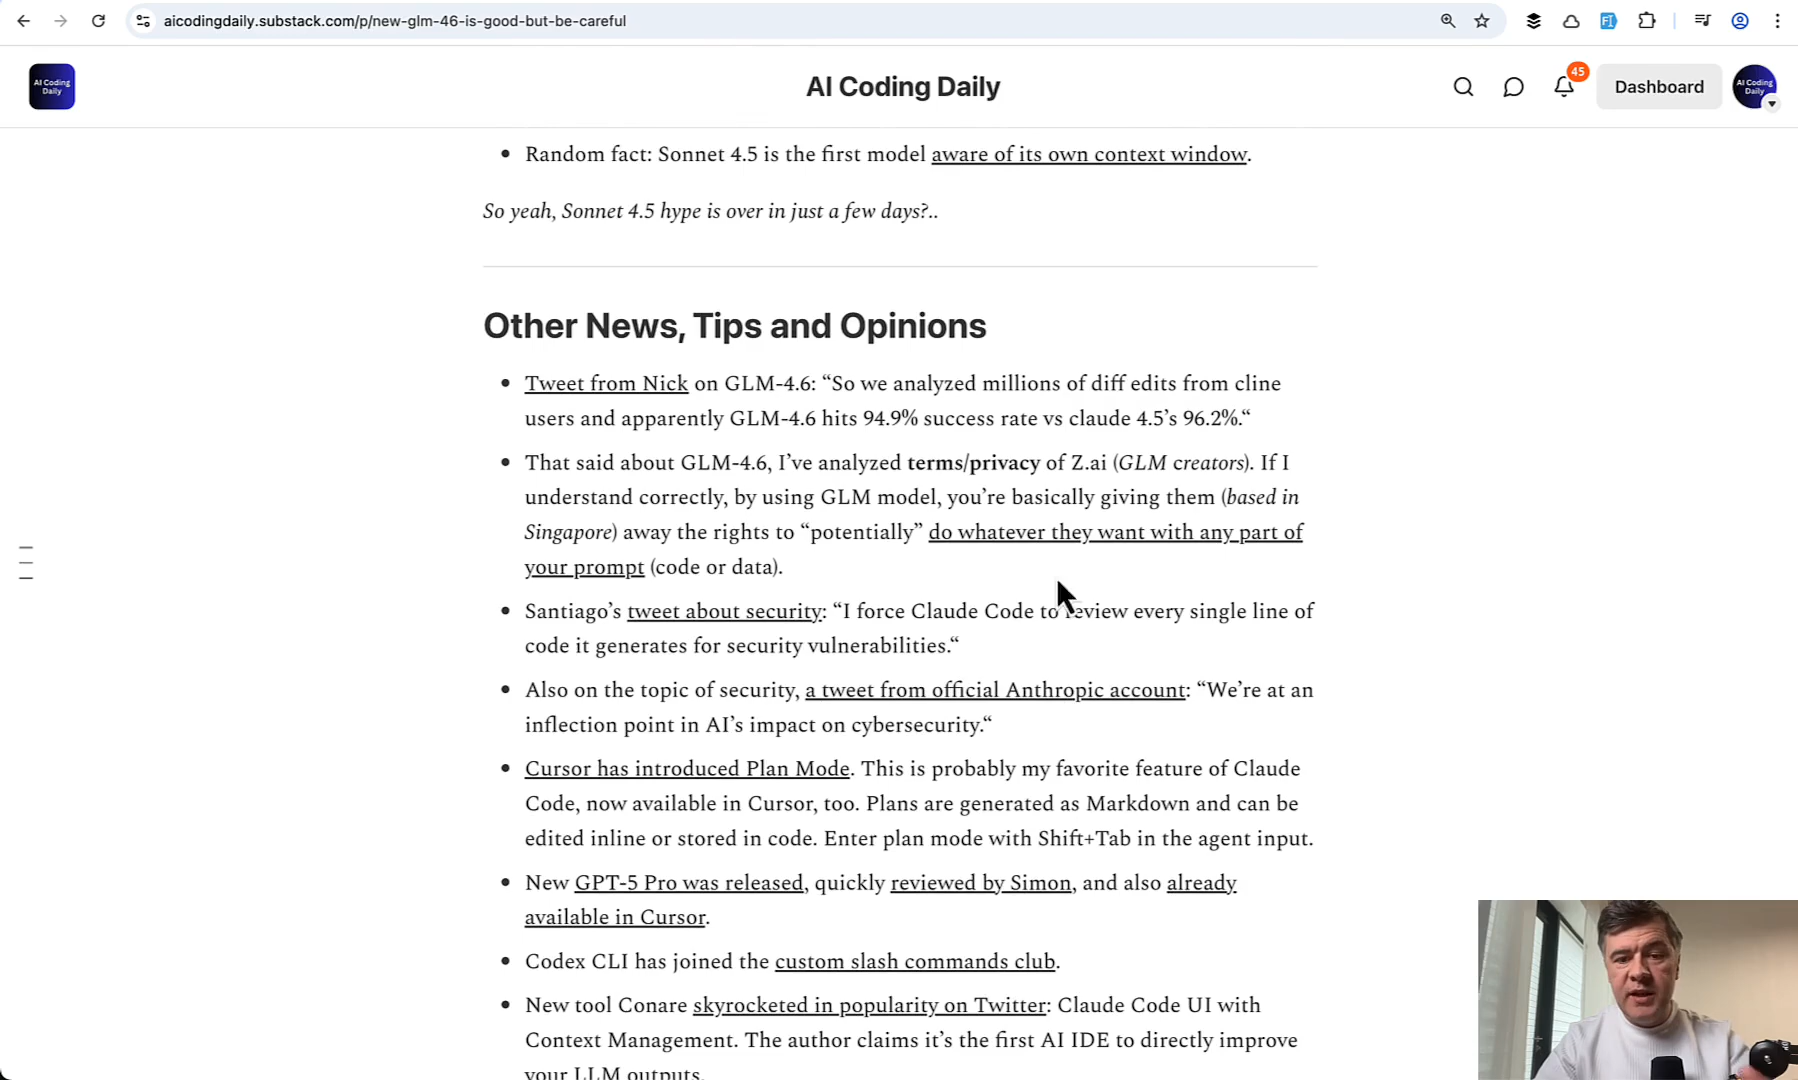 aicodingdaily.substack.com/p/new-glm-46-is-good-but-be-careful
AI Coding
Daily
AI Coding Daily
45
Dashboard
AI Coding
Daily
• Random fact: Sonnet 4.5 is the first model aware of its own context window.
So yeah, Sonnet 4.5 hype is over in just a few days?..
Other News, Tips and Opinions
• Tweet from Nick on GLM-4.6: “So we analyzed millions of diff edits from cline
users and apparently GLM-4.6 hits 94.9% success rate vs claude 4.5’s 96.2%.“
• That said about GLM-4.6, I’ve analyzed terms/privacy of Z.ai (GLM creators). If I
understand correctly, by using GLM model, you’re basically giving them (based in
Singapore) away the rights to “potentially” do whatever they want with any part of
your prompt (code or data).
• Santiago’s tweet about security: “I force Claude Code to review every single line of
code it generates for security vulnerabilities.“
• Also on the topic of security, a tweet from official Anthropic account: “We’re at an
inflection point in AI’s impact on cybersecurity.“
• Cursor has introduced Plan Mode. This is probably my favorite feature of Claude
Code, now available in Cursor, too. Plans are generated as Markdown and can be
edited inline or stored in code. Enter plan mode with Shift+Tab in the agent input.
• New GPT-5 Pro was released, quickly reviewed by Simon, and also already
available in Cursor.
• Codex CLI has joined the custom slash commands club.
• New tool Conare skyrocketed in popularity on Twitter: Claude Code UI with
Context Management. The author claims it’s the first AI IDE to directly improve
your LLM outputs.